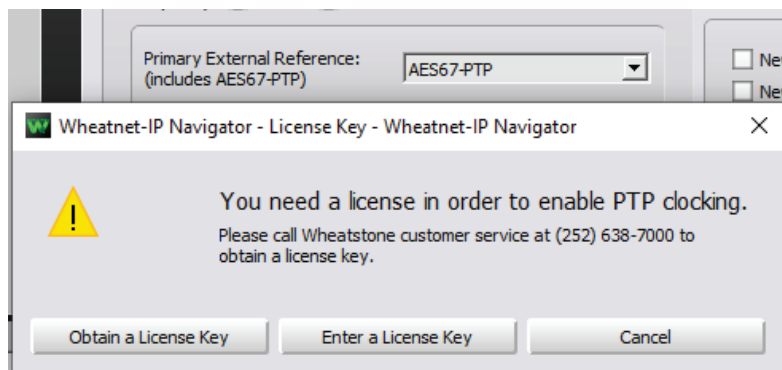 Primary External Reference:
(includes AES67-PTP)
AES67-PTP
Ne
Ne
Wheatnet-IP Navigator - License Key - Wheatnet-IP Navigator
You need a license in order to enable PTP clocking.
Please call Wheatstone customer service at (252) 638-7000 to
obtain a license key.
Obtain a License Key
Enter a License Key
Cancel